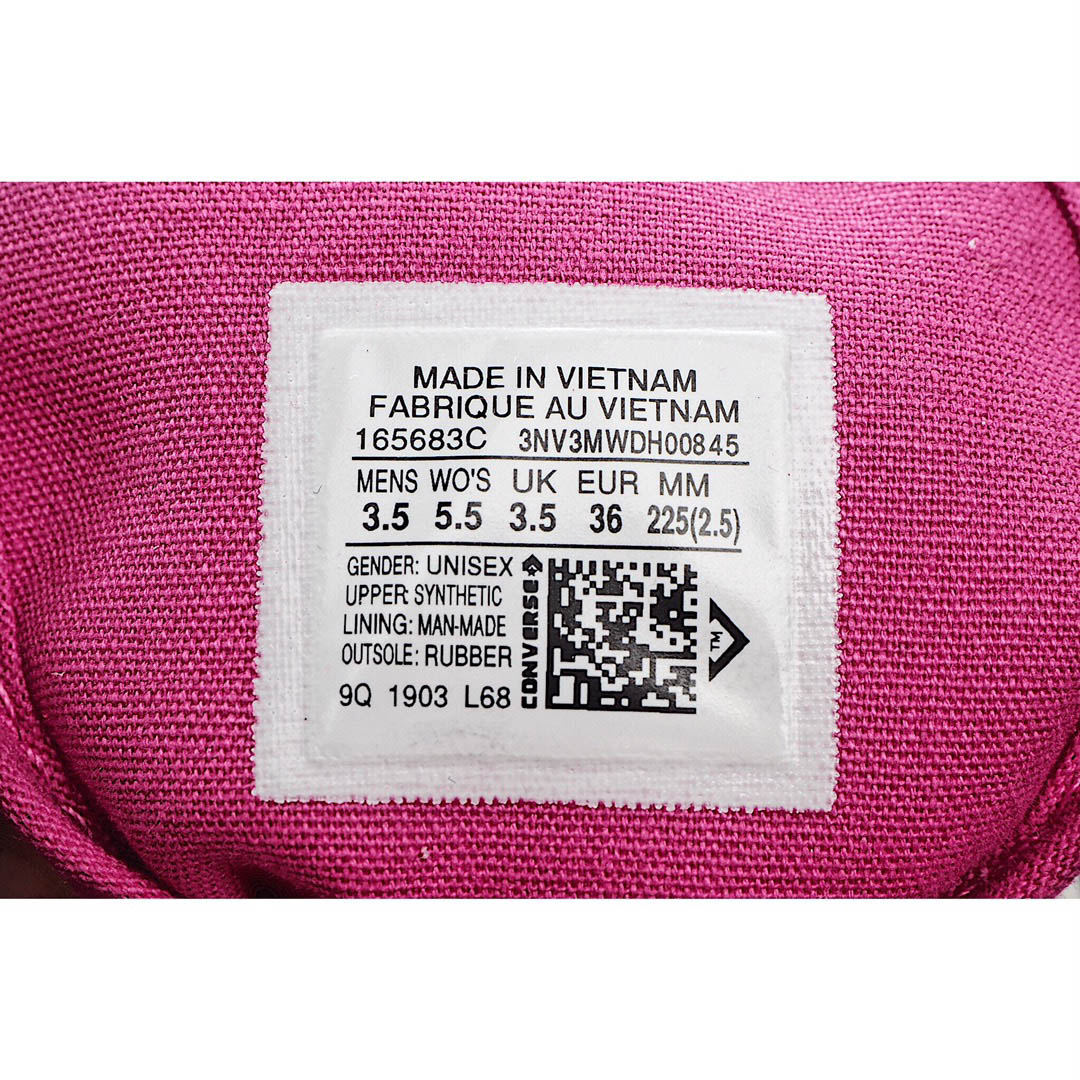 MADE IN VIETNAM
FABRIQUE AU VIETNAM
165683C 3NV3MWDH00845
MENS WO'S UK EUR MM
3.5 5.5 3.5 36 225(2.5)
GENDER: UNISEX
UPPER: SYNTHETIC
LINING: MAN-MADE
OUTSOLE: RUBBER
9Q 1903 L68
CONVERSE
TM